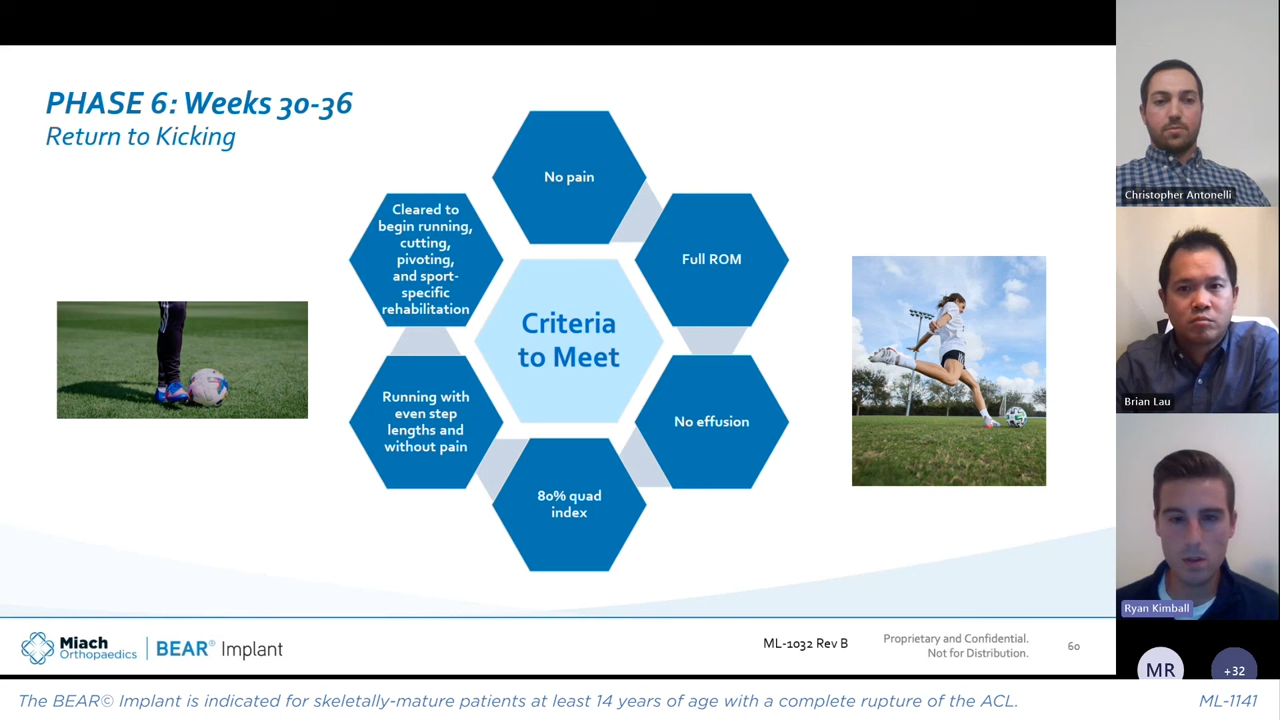 PHASE 6: Weeks 30-36
Return to Kicking
No pain
Cleared to
begin running,
cutting,
pivoting,
and sport-
specific
rehabilitation
Full ROM
Criteria
to Meet
Running with
even step
lengths and
without pain
No effusion
80% quad
index
Miach
Orthopaedics
BEAR® Implant
ML-1032 Rev B
Proprietary and Confidential.
Not for Distribution.
60
Christopher Antonelli
Brian Lau
Ryan Kimball
MR
+32
The BEAR© Implant is indicated for skeletally-mature patients at least 14 years of age with a complete rupture of the ACL.
ML-1141